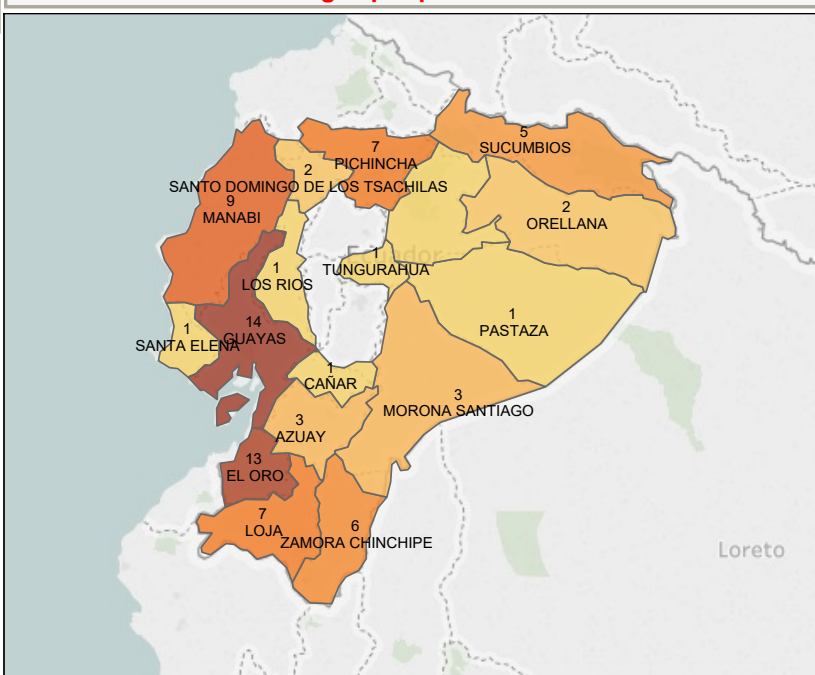 5
SUCUMBIOS
7
PICHINCHA
2
SANTO DOMINGO DE LOS TSACHILAS
9
MANABI
2
ORELLANA
Ecuador
1
TUNGURAHUA
1
LOS RIOS
1
PASTAZA
14
GUAYAS
1
SANTA ELENA
1
CAÑAR
3
MORONA SANTIAGO
3
AZUAY
13
EL ORO
7
LOJA
6
ZAMORA CHINCHIPE
Loreto